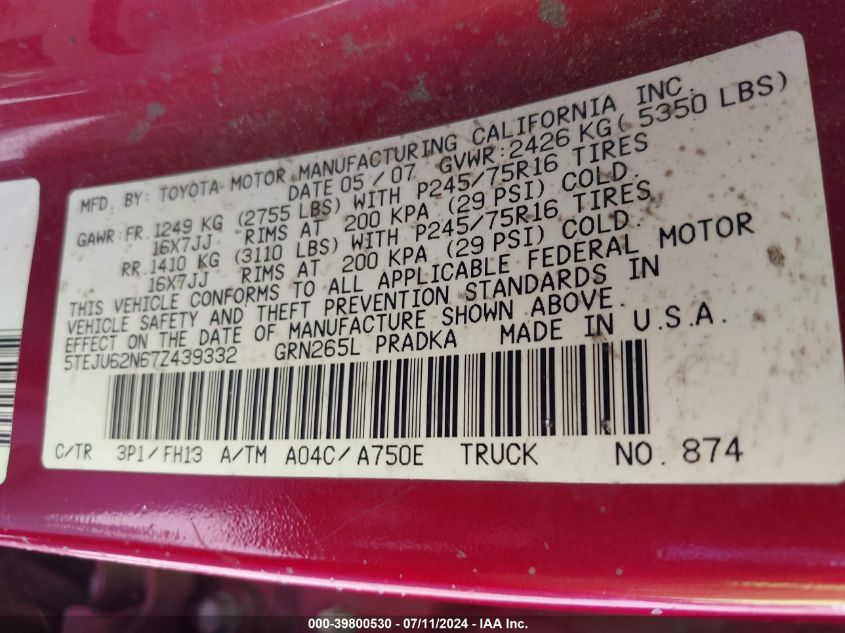 MFD. BY: TOYOTA MOTOR MANUFACTURING CALIFORNIA INC.
DATE 05/07 GVWR:2426 KG( 5350 LBS)
GAWR:FR.1249 KG (2755 LBS) WITH P245/75R16 TIRES
16X7JJ RIMS AT 200 KPA (29 PSI) COLD.
RR.1410 KG (3110 LBS) WITH P245/75R16 TIRES
16X7JJ RIMS AT 200 KPA (29 PSI) COLD.
THIS VEHICLE CONFORMS TO ALL APPLICABLE FEDERAL MOTOR
VEHICLE SAFETY AND THEFT PREVENTION STANDARDS IN
EFFECT ON THE DATE OF MANUFACTURE SHOWN ABOVE.
5TEJU62N67Z439332 GRN265L PRADKA MADE IN U.S.A.
C/TR 3P1/FH13 A/TM A04C/A750E TRUCK NO. 874
000-39800530 - 07/11/2024 - IAA Inc.